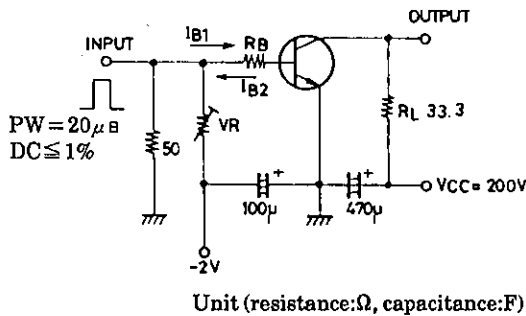 OUTPUT
IB1
INPUT
RB
IB2
PW=20μB
DC≦1%
50
VR
RL 33.3
+
+
100μ
470μ
VCC=200V
-2V
Unit (resistance:Ω, capacitance:F)